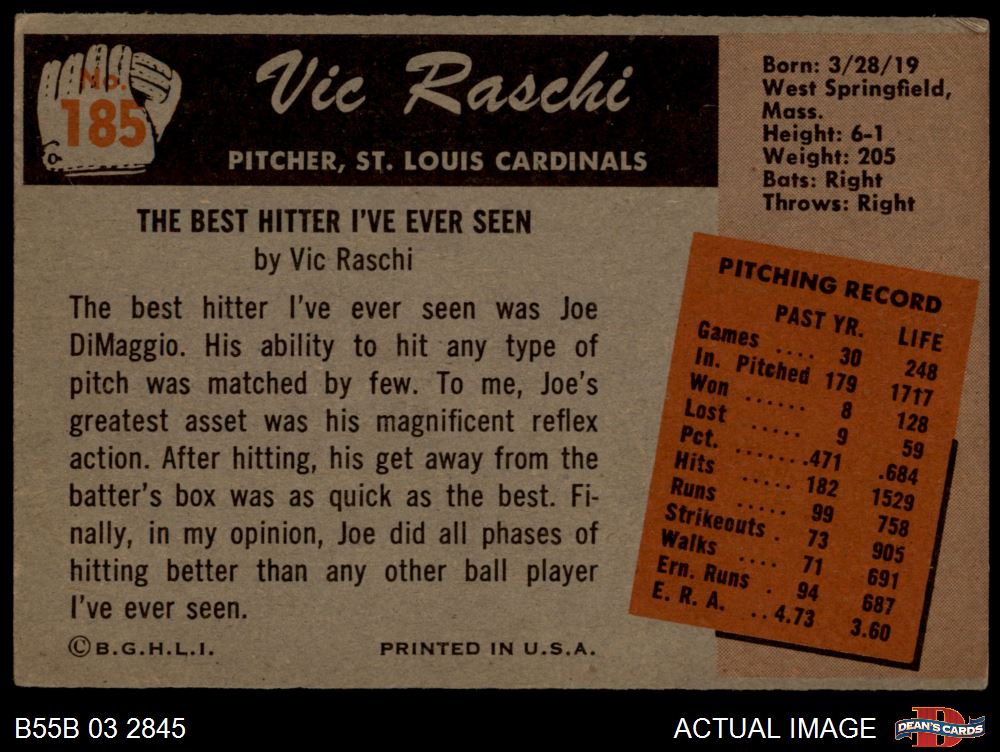 No.
185
Vic Raschi
PITCHER, ST. LOUIS CARDINALS
THE BEST HITTER I'VE EVER SEEN
by Vic Raschi
The best hitter I've ever seen was Joe
DiMaggio. His ability to hit any type of
pitch was matched by few. To me, Joe's
greatest asset was his magnificent reflex
action. After hitting, his get away from the
batter's box was as quick as the best. Fi-
nally, in my opinion, Joe did all phases of
hitting better than any other ball player
I've ever seen.
©B.G.H.L.I. PRINTED IN U.S.A.
Born: 3/28/19
West Springfield,
Mass.
Height: 6-1
Weight: 205
Bats: Right
Throws: Right
PITCHING RECORD
PAST YR. LIFE
Games .... 30 248
In. Pitched 179 1717
Won ...... 8 128
Lost ..... 9 59
Pct. .......471 .684
Hits ..... 182 1529
Runs ..... 99 758
Strikeouts . 73 905
Walks .... 71 691
Ern. Runs . 94 687
E. R. A. ..4.73 3.60
B55B 03 2845
ACTUAL IMAGE
DEAN'S CARDS